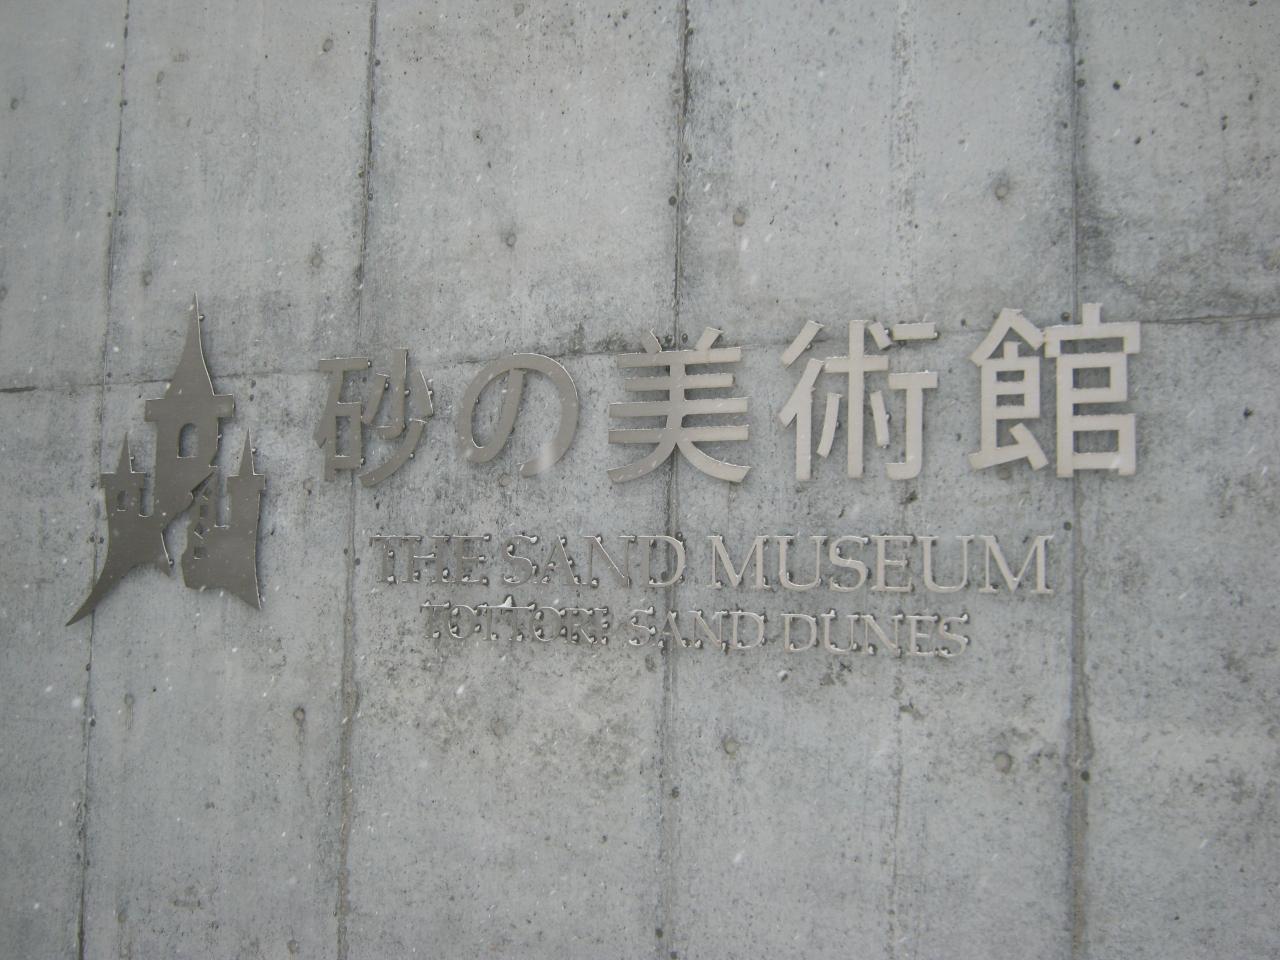 砂の美術館
THE SAND MUSEUM
TOTTORI SAND DUNES